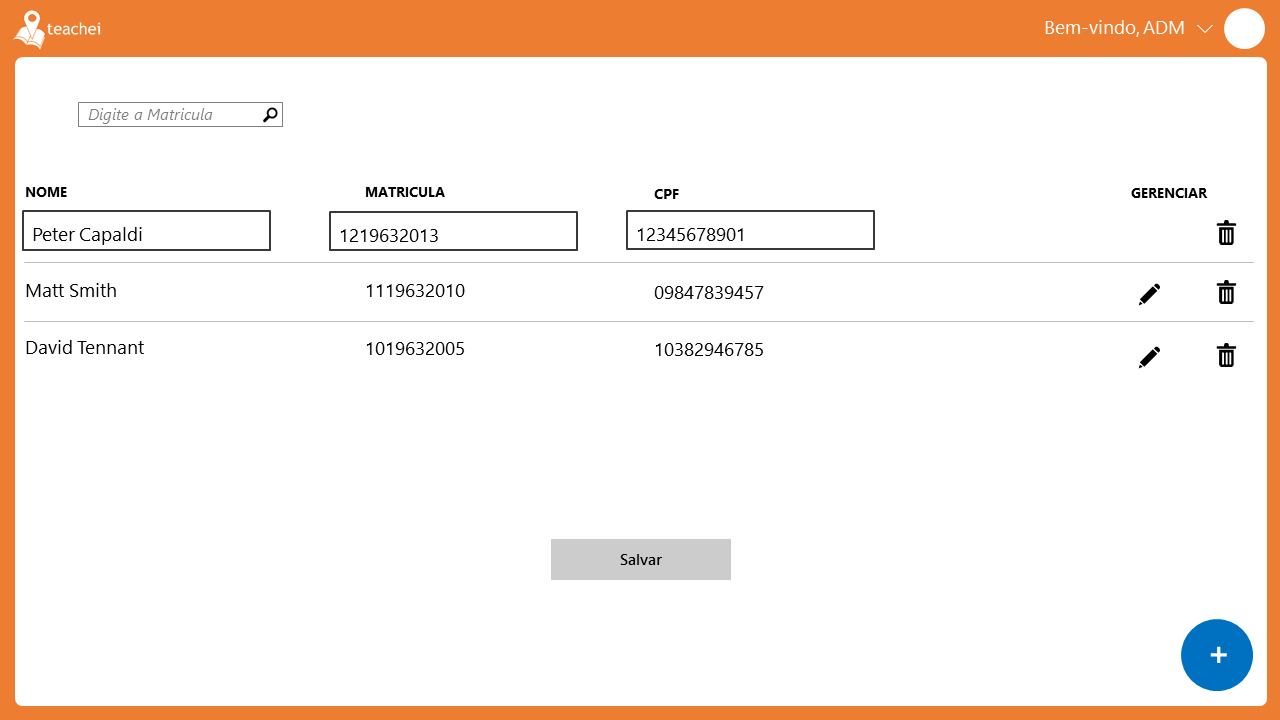 teachei
Bem-vindo, ADM
Digite a Matricula
NOME MATRICULA CPF GERENCIAR
Peter Capaldi 1219632013 12345678901
Matt Smith 1119632010 09847839457
David Tennant 1019632005 10382946785
Salvar
+